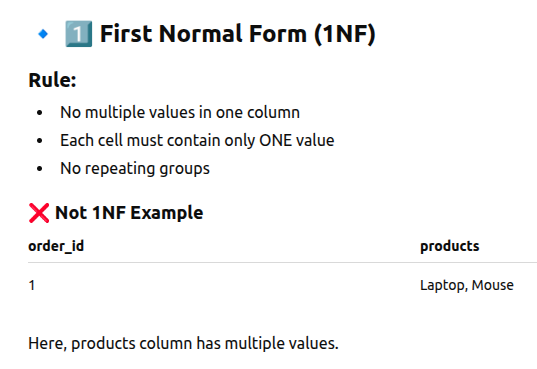 🔹 1️⃣ First Normal Form (1NF)
Rule:
• No multiple values in one column
• Each cell must contain only ONE value
• No repeating groups
❌ Not 1NF Example
order_id products
1 Laptop, Mouse
Here, products column has multiple values.